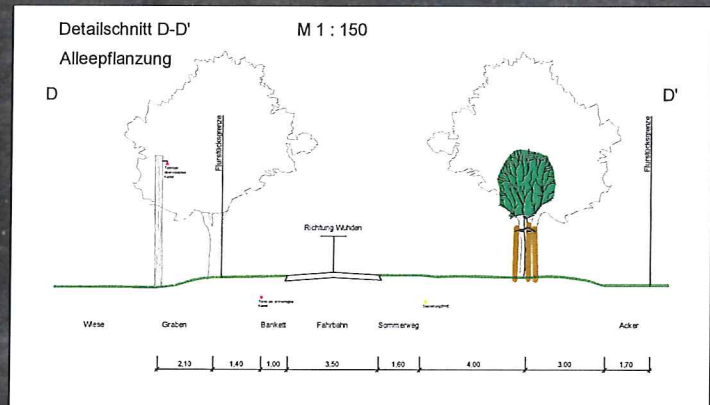 Detailschnitt D-D' M 1 : 150
Alleepflanzung
D D'
Flurstücksgrenze
Flurstücksgrenze
Richtung Wuhden
Wiese Graben Bankett Fahrbahn Sommerweg Acker
2,10 1,40 1,00 3,50 1,60 4,00 3,00 1,70